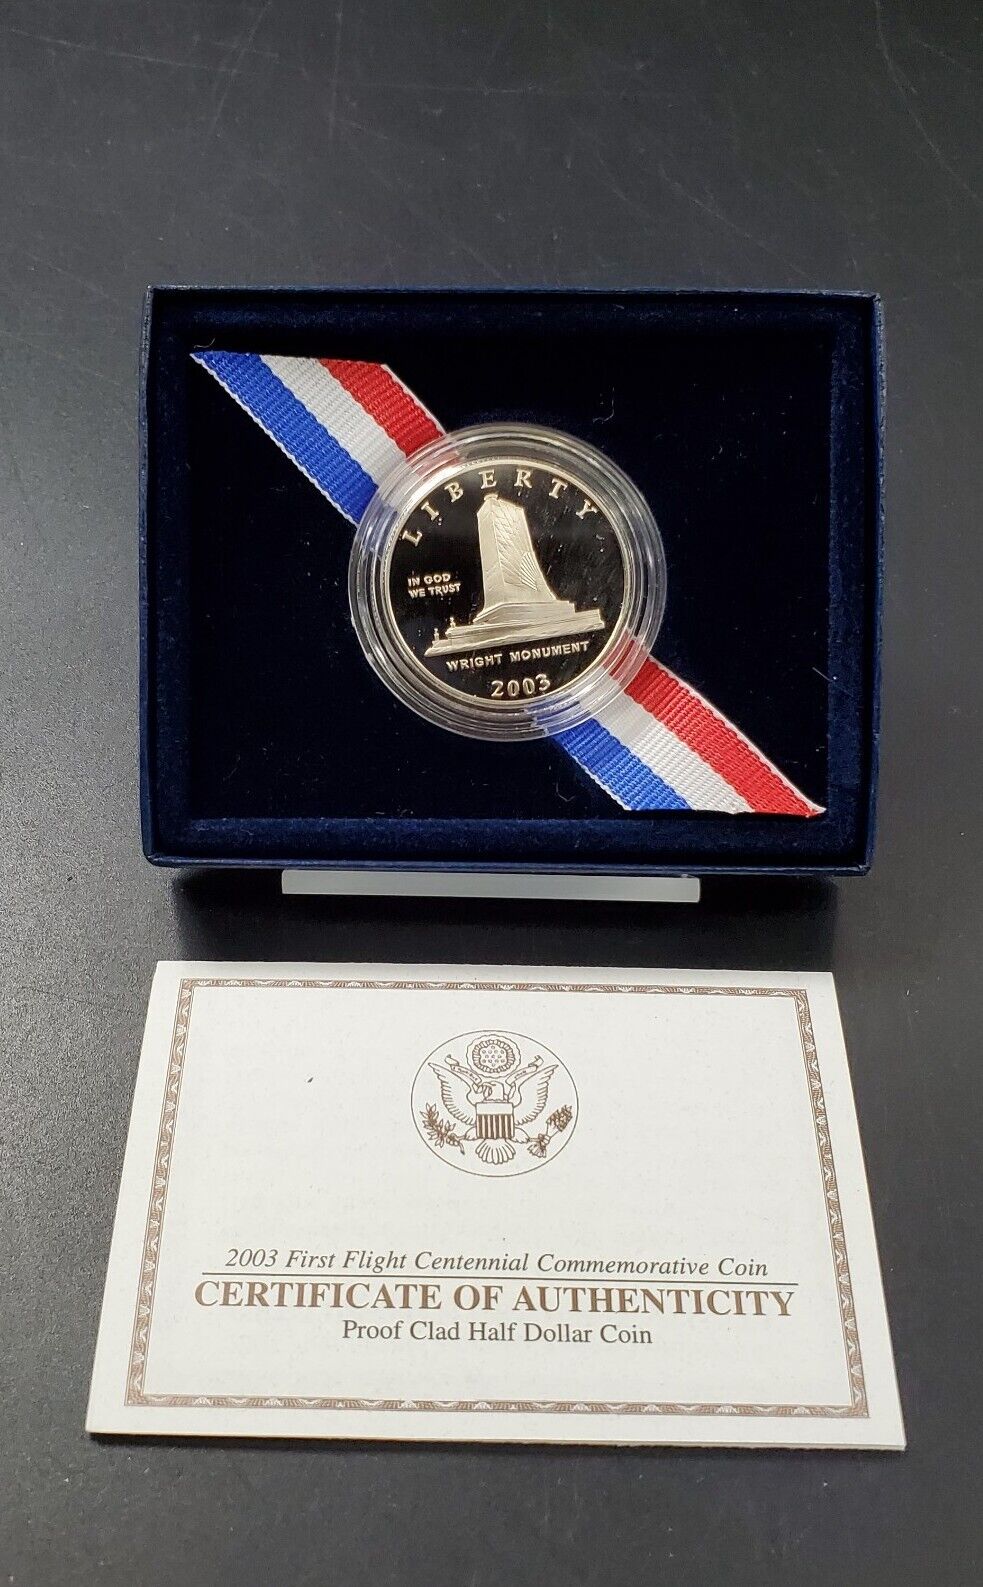 LIBERTY
IN GOD
WE TRUST
WRIGHT MONUMENT
2003
2003 First Flight Centennial Commemorative Coin
CERTIFICATE OF AUTHENTICITY
Proof Clad Half Dollar Coin